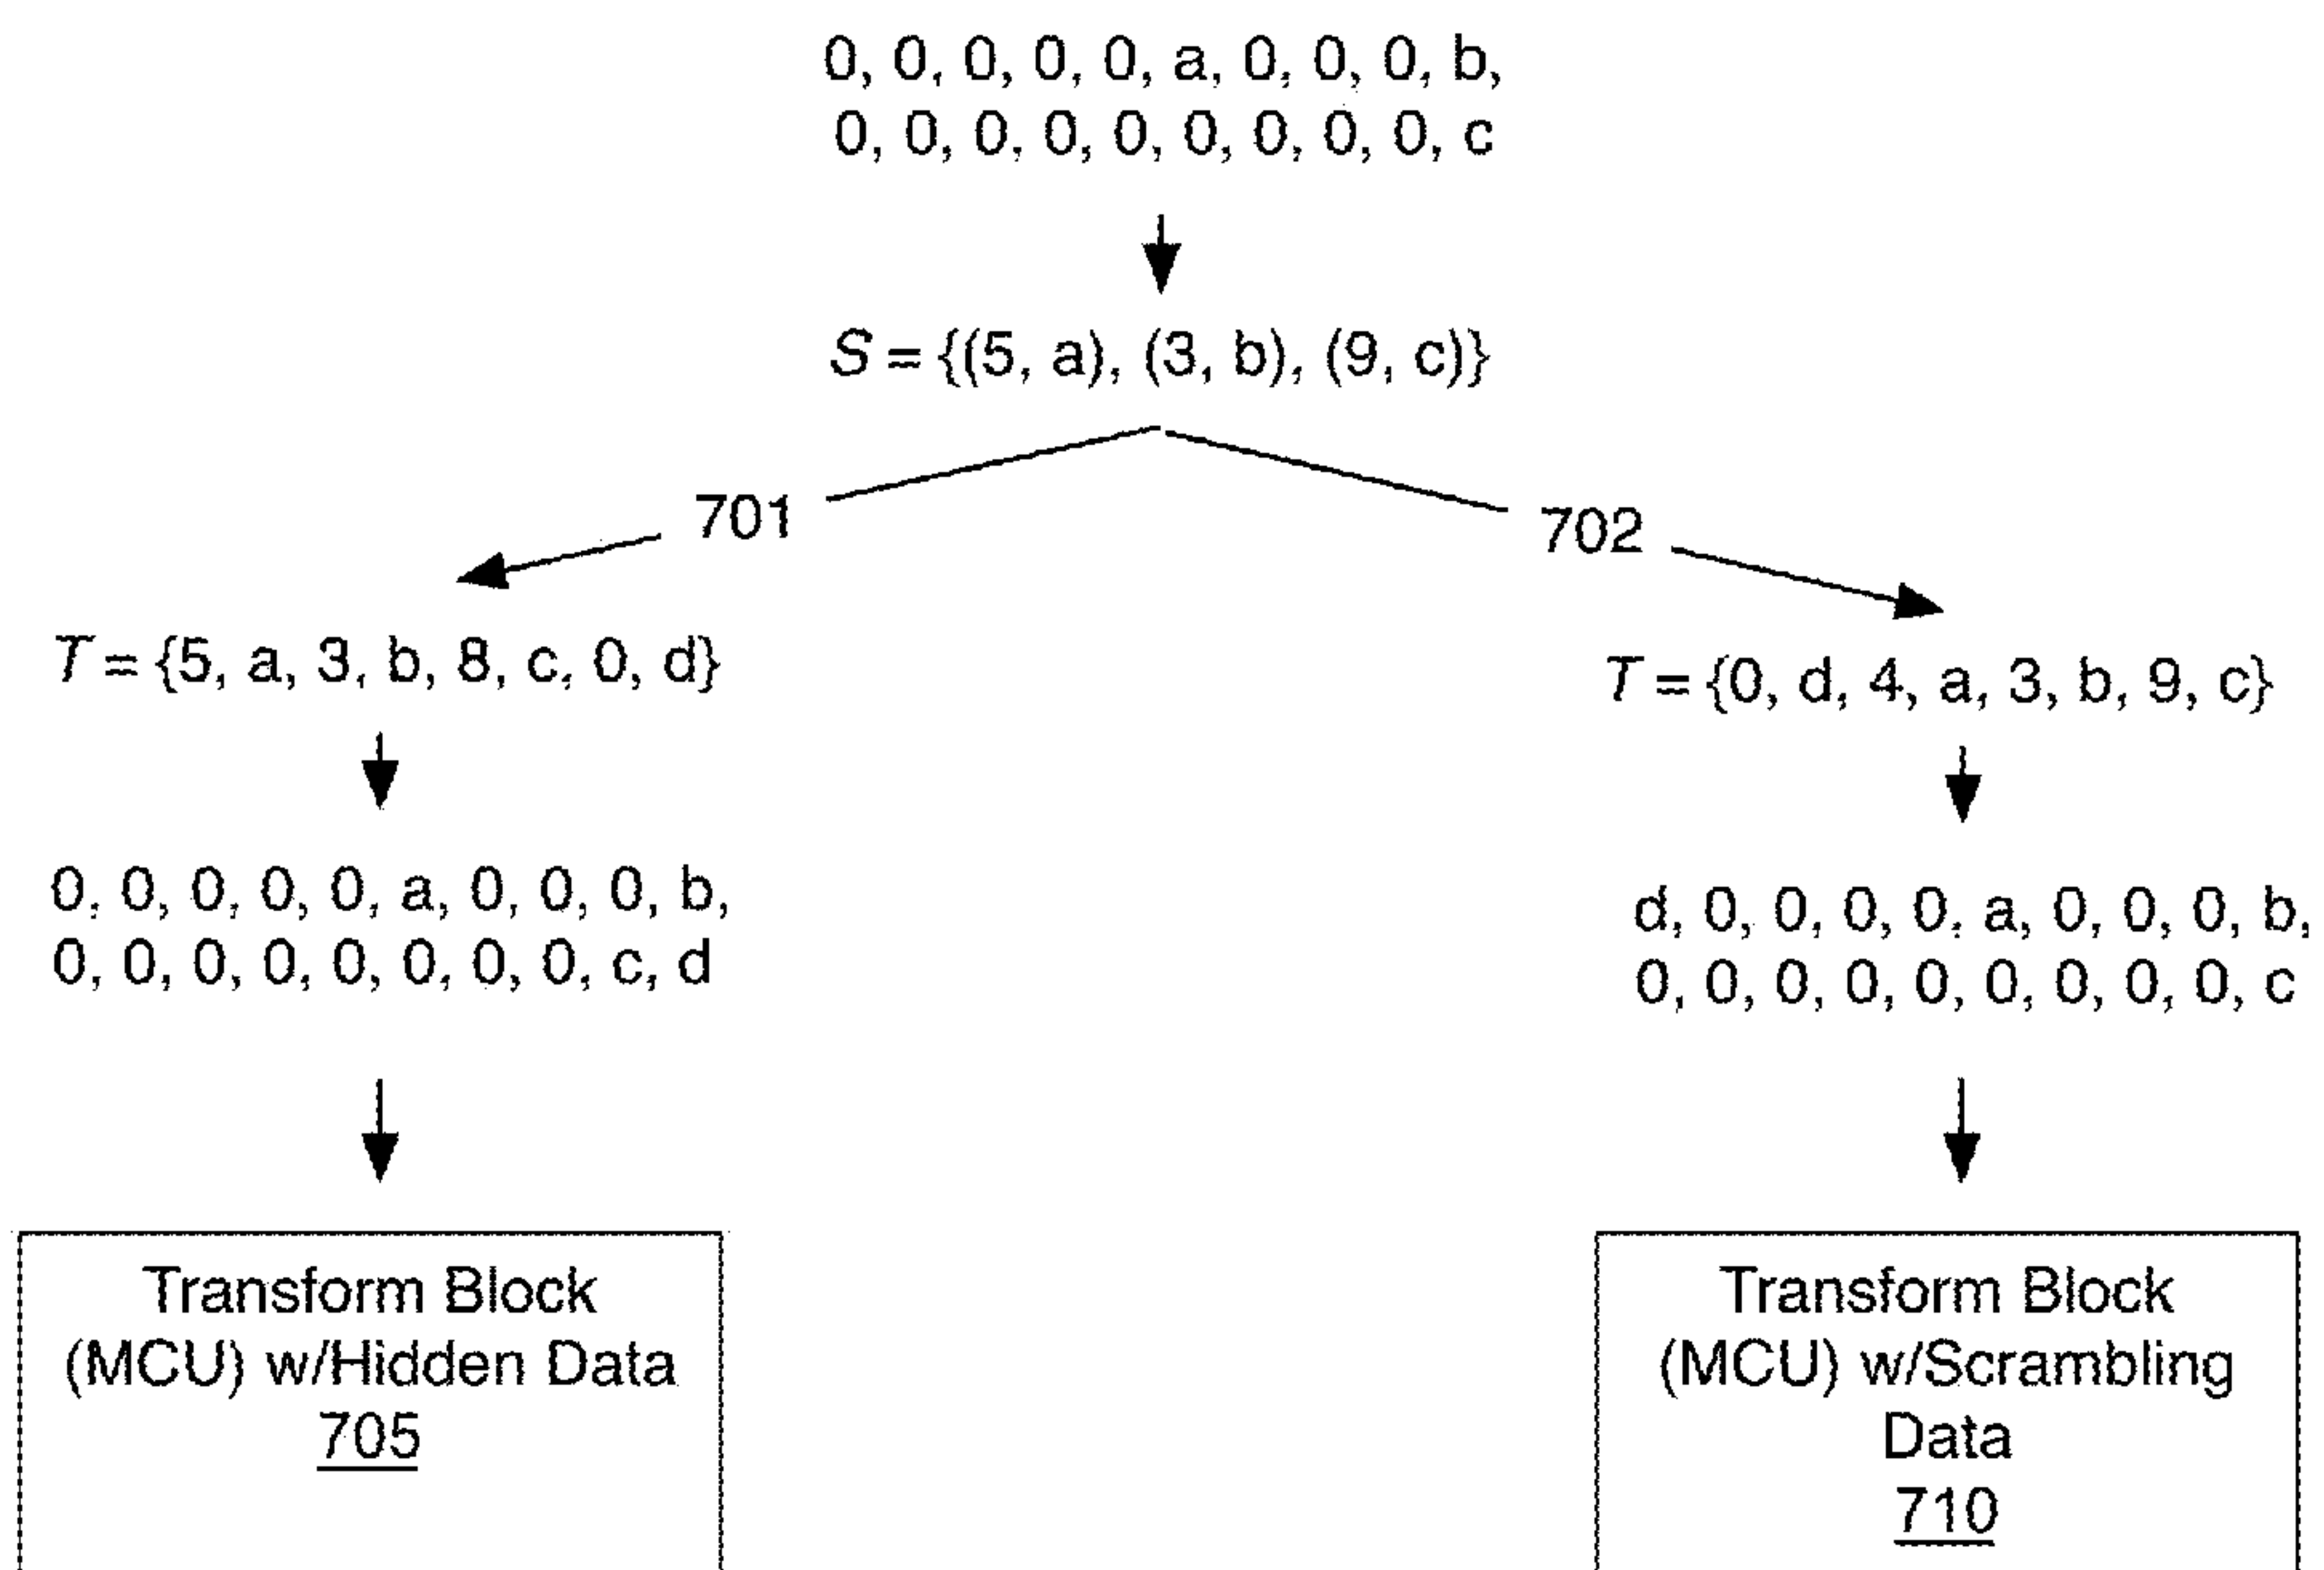 0, 0, 0, 0, 0, a, 0, 0, 0, b,
0, 0, 0, 0, 0, 0, 0, 0, 0, c
S = {(5, a), (3, b), (9, c)}
701
702
T = {5, a, 3, b, 8, c, 0, d}
T = {0, d, 4, a, 3, b, 9, c}
0, 0, 0, 0, 0, a, 0, 0, 0, b,
0, 0, 0, 0, 0, 0, 0, 0, c, d
d, 0, 0, 0, 0, a, 0, 0, 0, b,
0, 0, 0, 0, 0, 0, 0, 0, 0, c
Transform Block
(MCU) w/Hidden Data
705
Transform Block
(MCU) w/Scrambling
Data
710